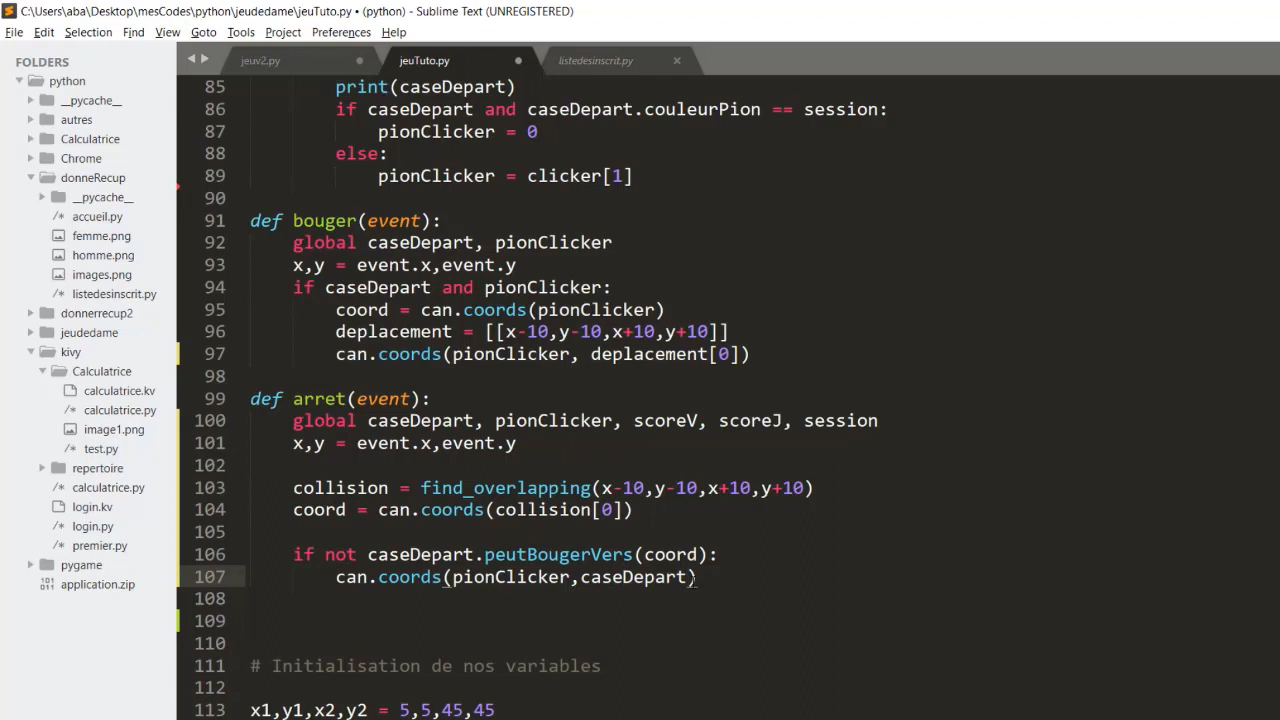 C:\Users\aba\Desktop\mesCodes\python\jeudedame\jeuTuto.py • (python) - Sublime Text (UNREGISTERED)
File Edit Selection Find View Goto Tools Project Preferences Help
FOLDERS
python
__pycache__
autres
Calculatrice
Chrome
donneRecup
__pycache__
accueil.py
femme.png
homme.png
images.png
listedesinscrit.py
donnerrecup2
jeudedame
kivy
Calculatrice
calculatrice.kv
calculatrice.py
image1.png
test.py
repertoire
calculatrice.py
login.kv
login.py
premier.py
pygame
application.zip
jeuv2.py jeuTuto.py listedesinscrit.py
85 print(caseDepart)
86 if caseDepart and caseDepart.couleurPion == session:
87 pionClicker = 0
88 else:
89 pionClicker = clicker[1]
90
91 def bouger(event):
92 global caseDepart, pionClicker
93 x,y = event.x,event.y
94 if caseDepart and pionClicker:
95 coord = can.coords(pionClicker)
96 deplacement = [[x-10,y-10,x+10,y+10]]
97 can.coords(pionClicker, deplacement[0])
98
99 def arret(event):
100 global caseDepart, pionClicker, scoreV, scoreJ, session
101 x,y = event.x,event.y
102
103 collision = find_overlapping(x-10,y-10,x+10,y+10)
104 coord = can.coords(collision[0])
105
106 if not caseDepart.peutBougerVers(coord):
107 can.coords(pionClicker,caseDepart)
108
109
110
111 # Initialisation de nos variables
112
113 x1,y1,x2,y2 = 5,5,45,45